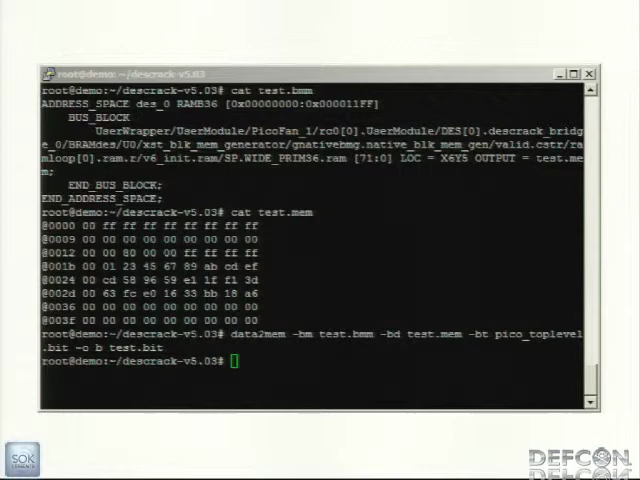 root@demo: ~/descrack-v5.03
root@demo:~/descrack-v5.03# cat test.bmm
ADDRESS_SPACE des_0 RAMB36 [0x00000000:0x000011FF]
BUS_BLOCK
UserWrapper/UserModule/PicoFan_1/rc0[0].UserModule/DES[0].descrack_bridg
e_0/BRAMdes/U0/xst_blk_mem_generator/gnativebmg.native_blk_mem_gen/valid.cstr/ra
mloop[0].ram.r/v6_init.ram/SP.WIDE_PRIM36.ram [71:0] LOC = X6Y5 OUTPUT = test.me
m;
END_BUS_BLOCK;
END_ADDRESS_SPACE;
root@demo:~/descrack-v5.03# cat test.mem
@0000 00 ff ff ff ff ff ff ff ff
@0009 00 00 00 00 00 00 00 00 00
@0012 00 00 80 00 00 ff ff ff ff
@001b 00 01 23 45 67 89 ab cd ef
@0024 00 cd 58 96 59 e1 1f f1 3d
@002d 00 63 fc e0 16 33 bb 18 a6
@0036 00 00 00 00 00 00 00 00 00
@003f 00 00 00 00 00 00 00 00 00
root@demo:~/descrack-v5.03# data2mem -bm test.bmm -bd test.mem -bt pico_toplevel
.bit -o b test.bit
root@demo:~/descrack-v5.03#
SOK
DEFCON